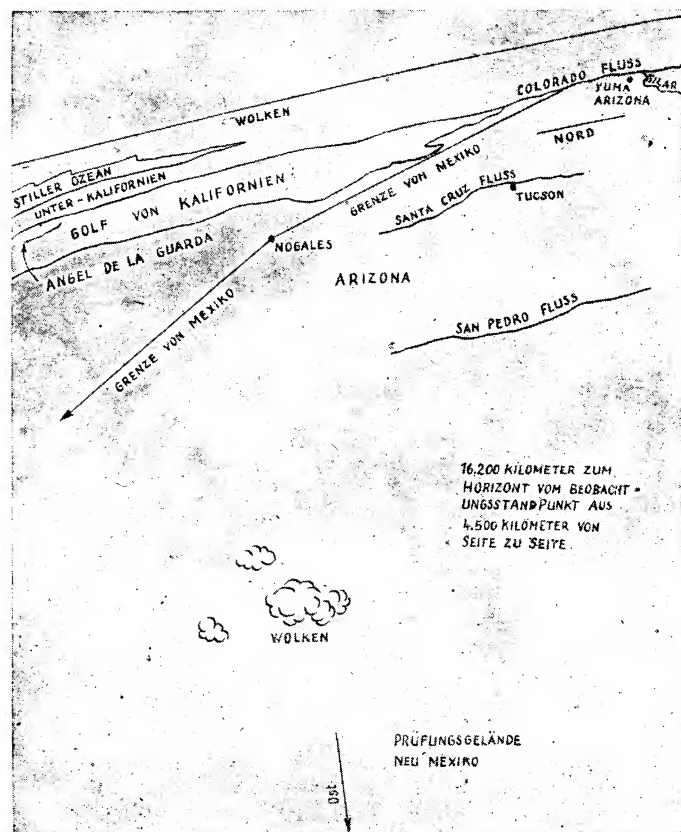 COLORADO FLUSS
YUMA
ARIZONA
WOLKEN
NORD
STILLER OZEAN
UNTER-KALIFORNIEN
GOLF VON KALIFORNIEN
GRENZE VON MEXIKO
SANTA CRUZ FLUSS
TUCSON
ANGEL DE LA GUARDA
NOGALES
ARIZONA
GRENZE VON MEXIKO
SAN PEDRO FLUSS
16,200 KILOMETER ZUM
HORIZONT VOM BEOBACHT=
UNGSSTANDPUNKT AUS
4.500 KILOMETER VON
SEITE ZU SEITE.
WOLKEN
PRÜFUNGSGELÄNDE
NEU MEXIKO
OST